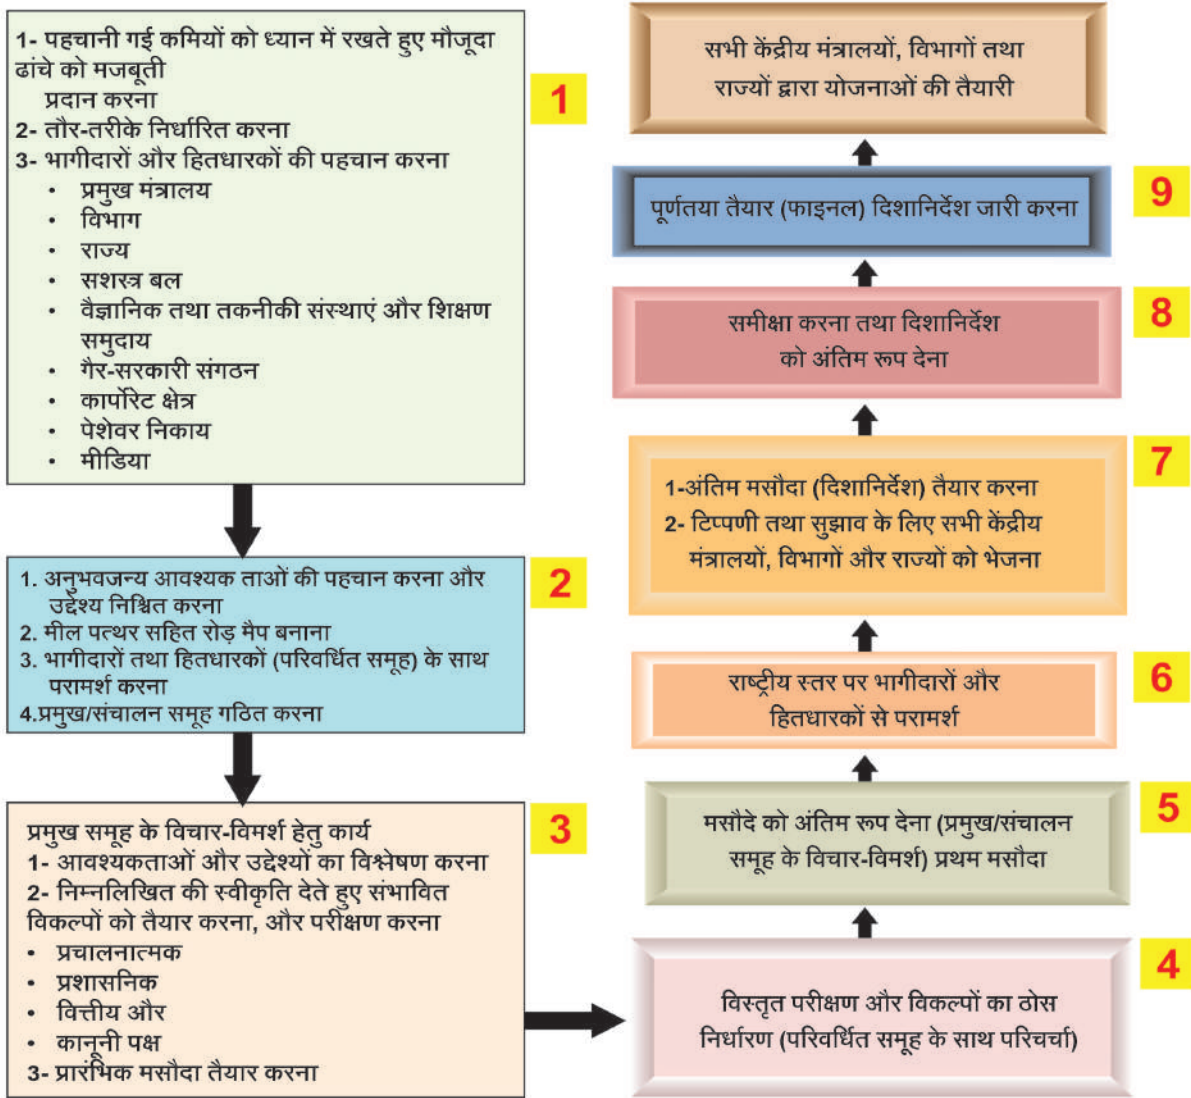 1- पहचानी गई कमियों को ध्यान में रखते हुए मौजूदा
ढांचे को मजबूती
प्रदान करना
2- तौर-तरीके निर्धारित करना
3- भागीदारों और हितधारकों की पहचान करना
• प्रमुख मंत्रालय
• विभाग
• राज्य
• सशस्त्र बल
• वैज्ञानिक तथा तकनीकी संस्थाएं और शिक्षण
समुदाय
• गैर-सरकारी संगठन
• कार्पोरेट क्षेत्र
• पेशेवर निकाय
• मीडिया
1
1. अनुभवजन्य आवश्यक ताओं की पहचान करना और
उद्देश्य निश्चित करना
2. मील पत्थर सहित रोड़ मैप बनाना
3. भागीदारों तथा हितधारकों (परिवर्धित समूह) के साथ
परामर्श करना
4.प्रमुख/संचालन समूह गठित करना
2
प्रमुख समूह के विचार-विमर्श हेतु कार्य
1- आवश्यकताओं और उद्देश्यों का विश्लेषण करना
2- निम्नलिखित की स्वीकृति देते हुए संभावित
विकल्पों को तैयार करना, और परीक्षण करना
• प्रचालनात्मक
• प्रशासनिक
• वित्तीय और
• कानूनी पक्ष
3- प्रारंभिक मसौदा तैयार करना
3
विस्तृत परीक्षण और विकल्पों का ठोस
निर्धारण (परिवर्धित समूह के साथ परिचर्चा)
4
मसौदे को अंतिम रूप देना (प्रमुख/संचालन
समूह के विचार-विमर्श) प्रथम मसौदा
5
राष्ट्रीय स्तर पर भागीदारों और
हितधारकों से परामर्श
6
1-अंतिम मसौदा (दिशानिर्देश) तैयार करना
2- टिप्पणी तथा सुझाव के लिए सभी केंद्रीय
मंत्रालयों, विभागों और राज्यों को भेजना
7
समीक्षा करना तथा दिशानिर्देश
को अंतिम रूप देना
8
पूर्णतया तैयार (फाइनल) दिशानिर्देश जारी करना
9
सभी केंद्रीय मंत्रालयों, विभागों तथा
राज्यों द्वारा योजनाओं की तैयारी